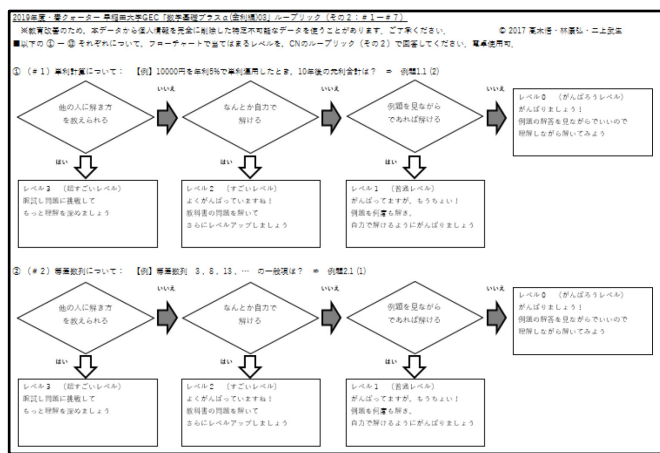 2019年度・春クォーター 早稲田大学GEC「数学基礎プラスα(金利編)03」ルーブリック(その2:#1~#7)
※教育改善のため、本データから個人情報を完全に削除した特定不可能なデータを使うことがあります。ご了承ください。 © 2017 高木悟・林康弘・二上武生
■以下の ① ― ⑬ それぞれについて、フローチャートで当てはまるレベルを、CNのルーブリック(その2)で回答してください。電卓使用可。
① (#1) 単利計算について: 【例】10000円を年利5%で単利運用したとき、10年後の元利合計は? ⇒ 例題1.1 (2)
いいえ いいえ いいえ
他の人に解き方
を教えられる
なんとか自力で
解ける
例題を見ながら
であれば解ける
レベル0 (がんばろうレベル)
がんばりましょう!
例題の解答を見ながらでいいので
理解しながら解いてみよう
はい はい はい
レベル3 (超すごいレベル)
腕試し問題に挑戦して
もっと理解を深めましょう
レベル2 (すごいレベル)
よくがんばっていますね!
教科書の問題を解いて
さらにレベルアップしましょう
レベル1 (普通レベル)
がんばってますが、もうちょい!
例題を何度も解き、
自力で解けるようにがんばりましょう
② (#2) 等差数列について: 【例】等差数列 3, 8, 13, … の一般項は? ⇒ 例題2.1 (1)
いいえ いいえ いいえ
他の人に解き方
を教えられる
なんとか自力で
解ける
例題を見ながら
であれば解ける
レベル0 (がんばろうレベル)
がんばりましょう!
例題の解答を見ながらでいいので
理解しながら解いてみよう
はい はい はい
レベル3 (超すごいレベル)
腕試し問題に挑戦して
もっと理解を深めましょう
レベル2 (すごいレベル)
よくがんばっていますね!
教科書の問題を解いて
さらにレベルアップしましょう
レベル1 (普通レベル)
がんばってますが、もうちょい!
例題を何度も解き、
自力で解けるようにがんばりましょう